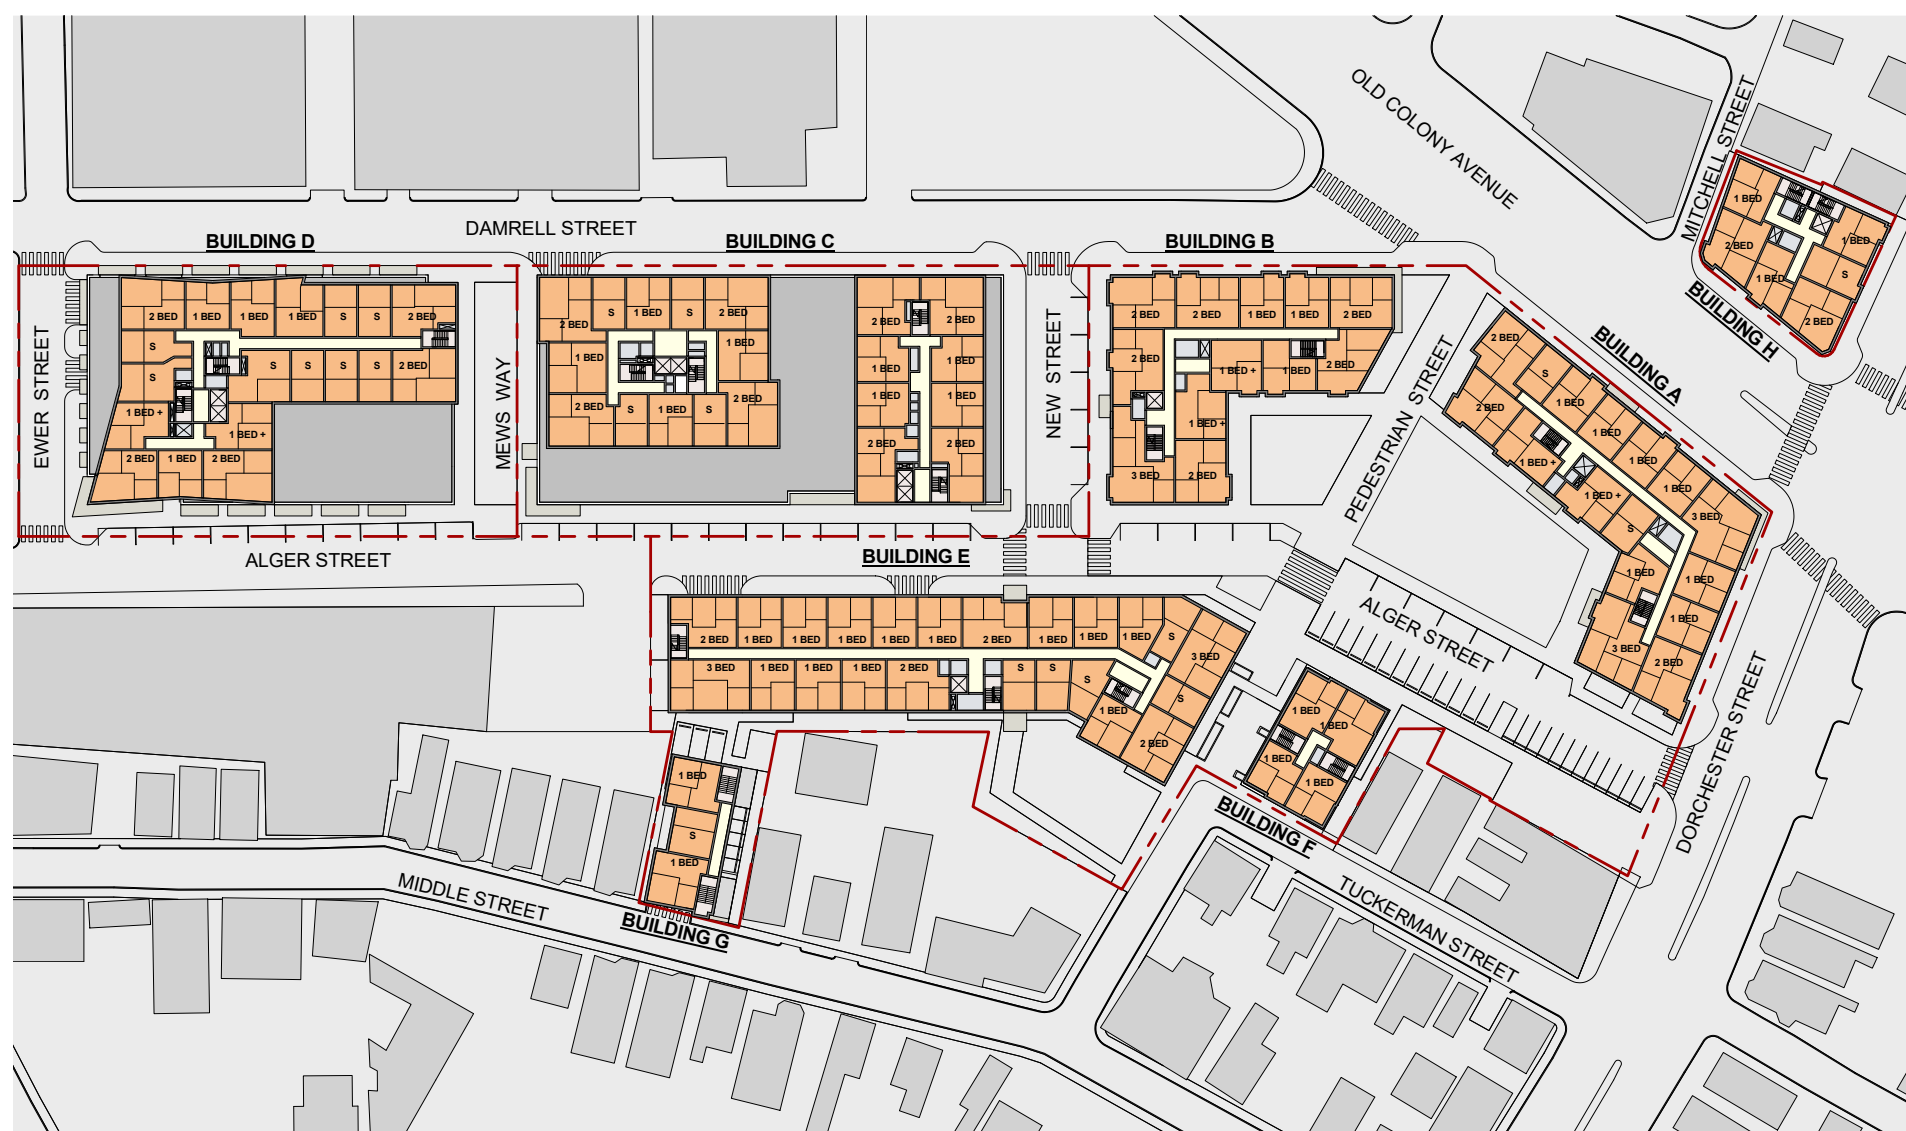 OLD COLONY AVENUE
MITCHELL STREET
DAMRELL STREET
BUILDING D
BUILDING C
BUILDING B
BUILDING A
BUILDING H
1 BED
1 BED
2 BED
S
1 BED
2 BED
EWER STREET
2 BED
1 BED
1 BED
1 BED
S
S
2 BED
S
S
S
S
S
S
2 BED
1 BED +
1 BED +
2 BED
1 BED
2 BED
MEWS WAY
2 BED
S
1 BED
S
2 BED
1 BED
1 BED
2 BED
S
1 BED
S
2 BED
2 BED
2 BED
1 BED
1 BED
1 BED
1 BED
2 BED
2 BED
NEW STREET
2 BED
2 BED
1 BED
1 BED
2 BED
2 BED
1 BED +
1 BED
2 BED
1 BED +
3 BED
2 BED
PEDESTRIAN STREET
2 BED
S
1 BED
2 BED
1 BED
1 BED +
1 BED
1 BED +
1 BED
S
3 BED
1 BED
1 BED
1 BED
3 BED
2 BED
ALGER STREET
BUILDING E
2 BED
1 BED
1 BED
1 BED
1 BED
1 BED
2 BED
1 BED
1 BED
1 BED
S
3 BED
3 BED
1 BED
1 BED
1 BED
2 BED
S
S
S
S
1 BED
2 BED
ALGER STREET
DORCHESTER STREET
1 BED
1 BED
1 BED
1 BED
BUILDING F
1 BED
S
1 BED
BUILDING G
MIDDLE STREET
TUCKERMAN STREET